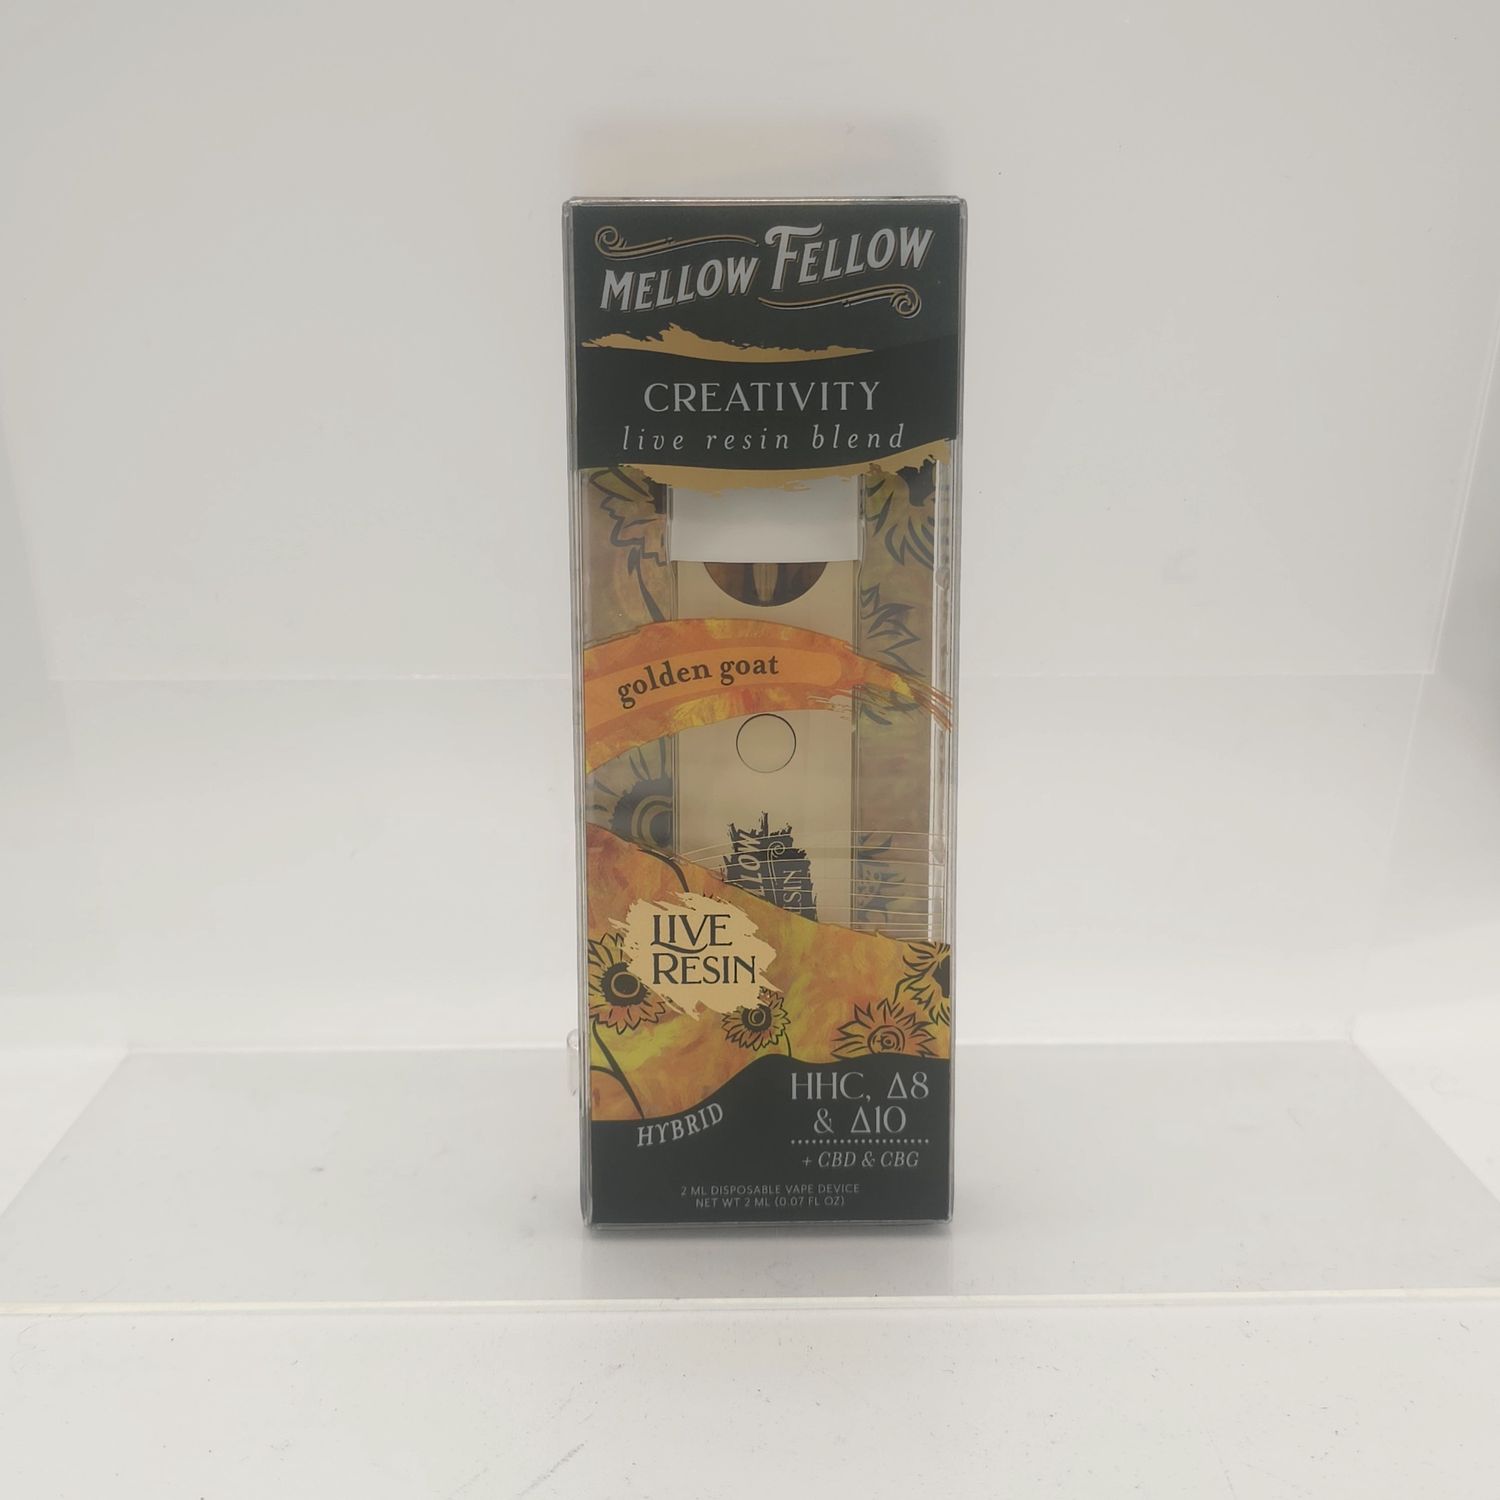 MELLOW FELLOW
CREATIVITY
live resin blend
golden goat
LIVE
RESIN
HYBRID
HHC, Δ8
& Δ10
+ CBD & CBG
2 ML DISPOSABLE VAPE DEVICE
NET WT 2 ML (0.07 FL OZ)